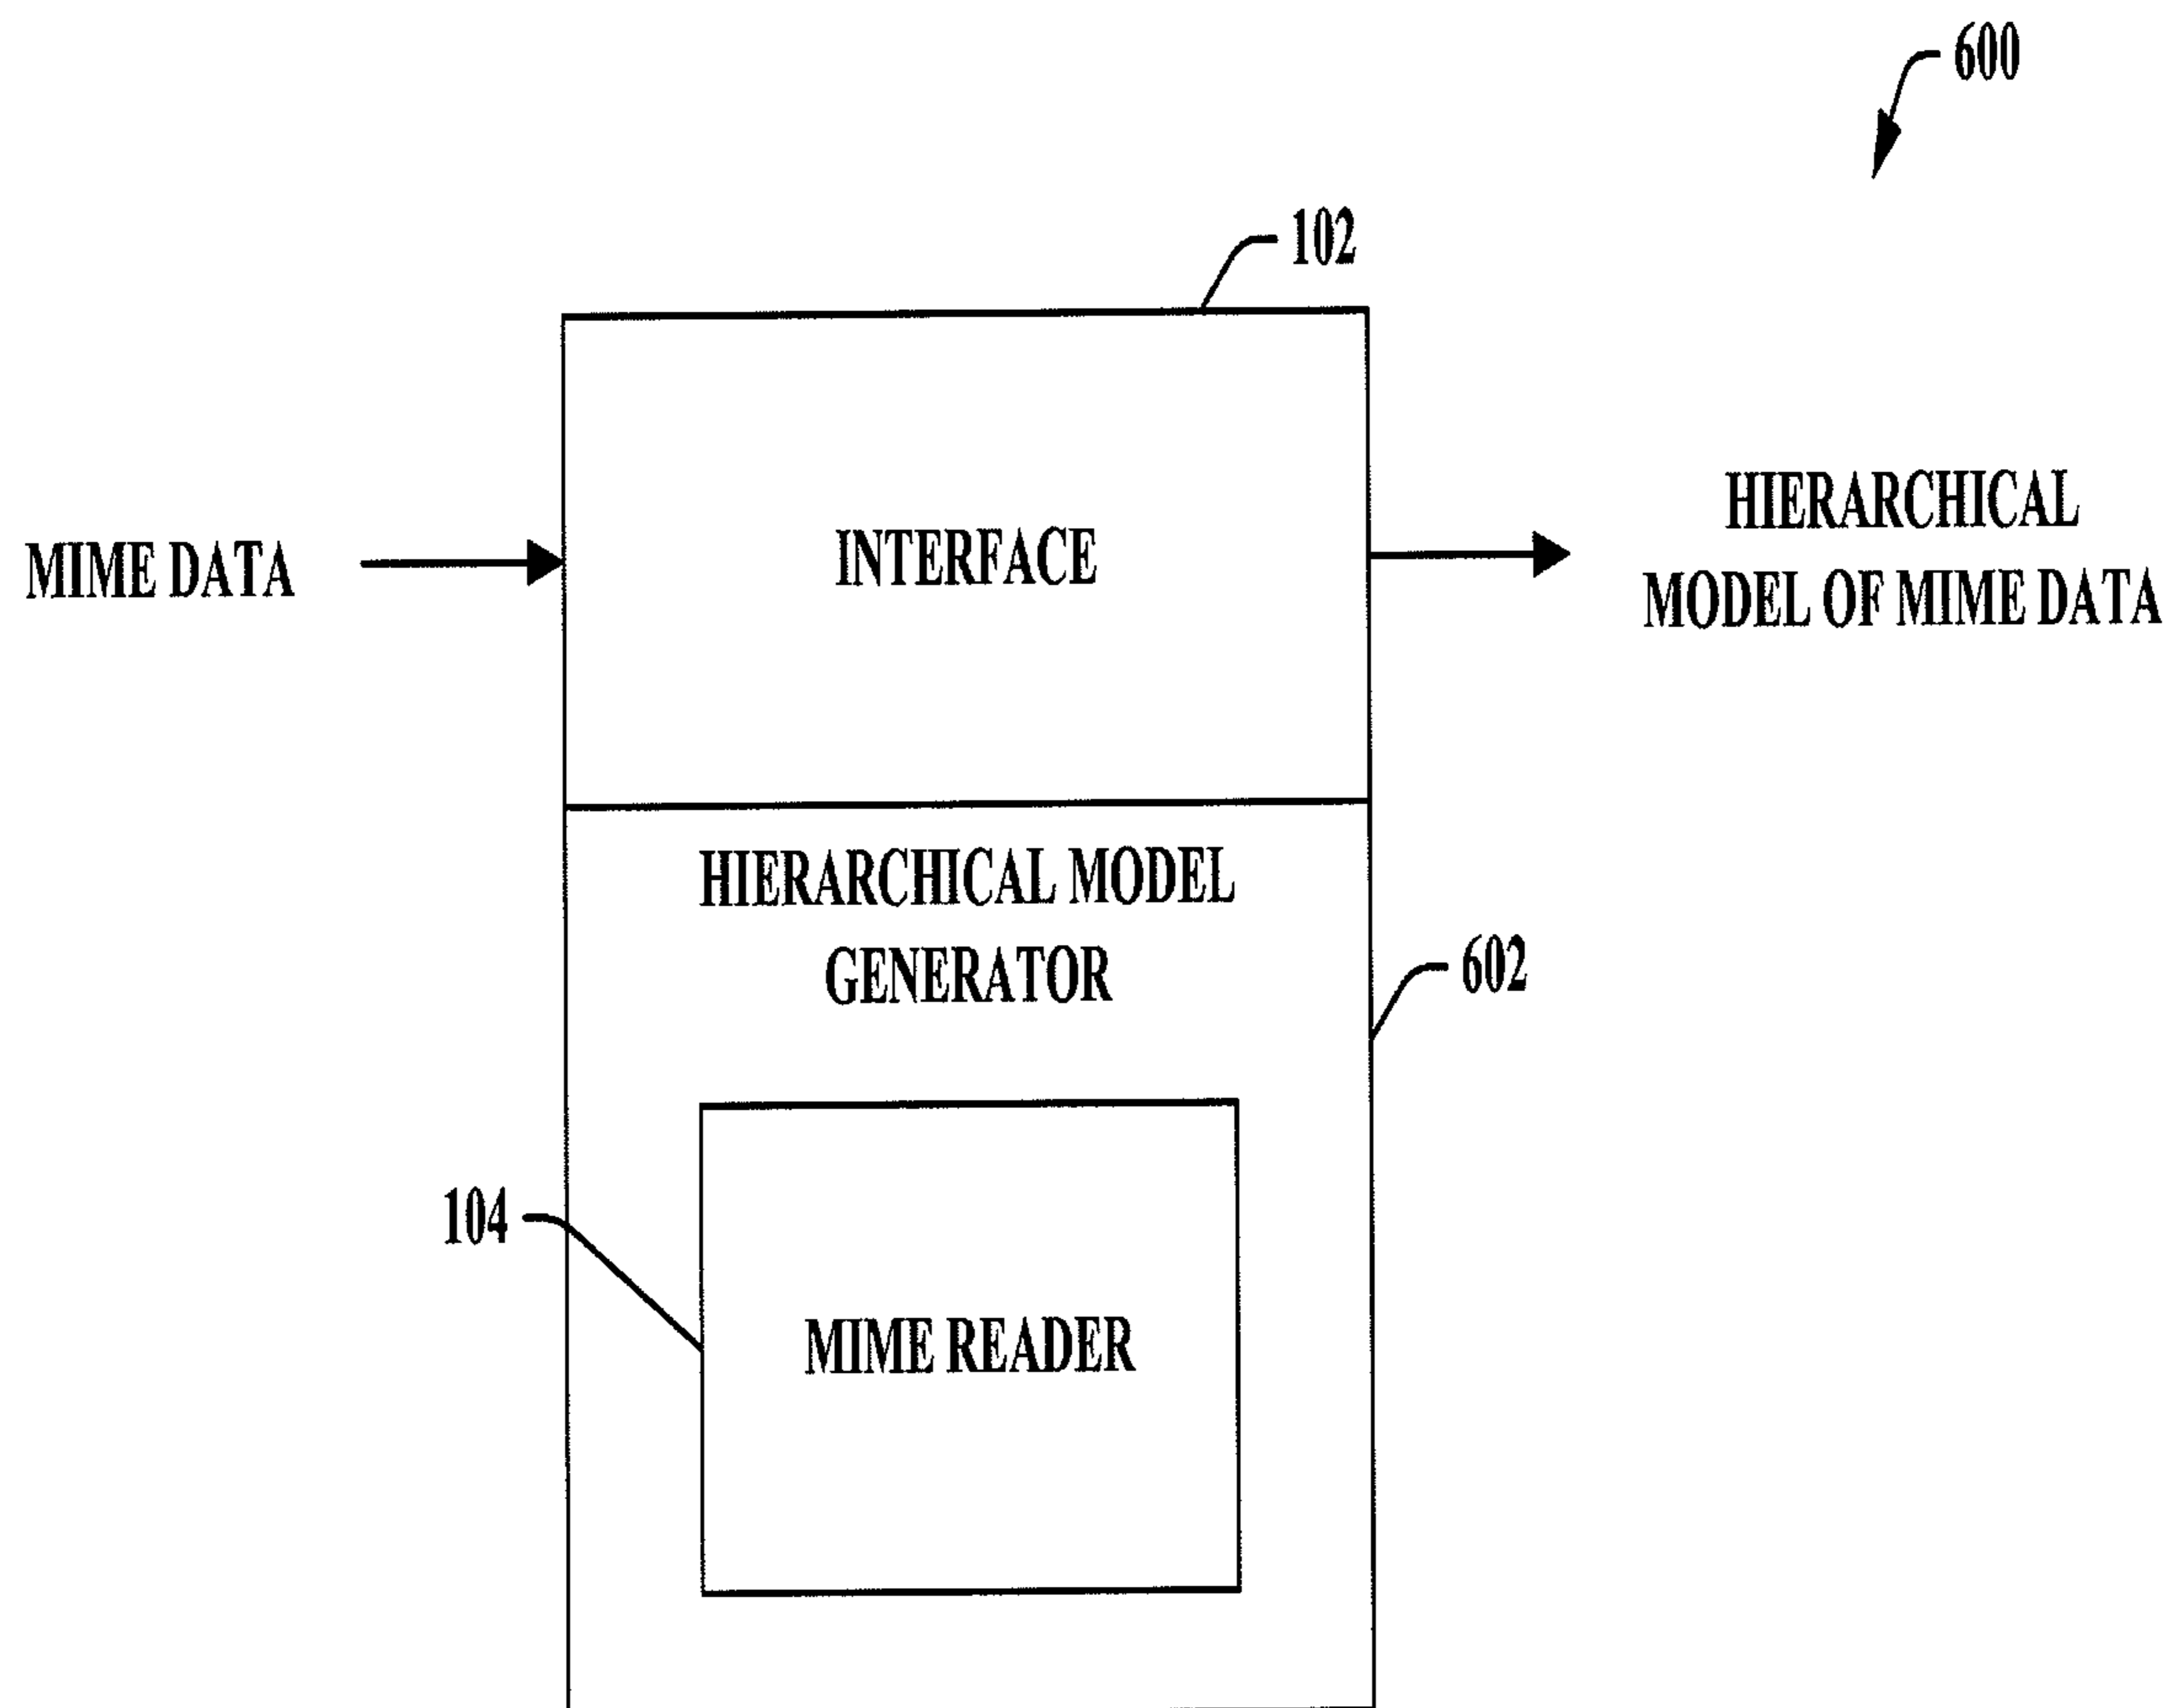 600
102
MIME DATA
INTERFACE
HIERARCHICAL
MODEL OF MIME DATA
HIERARCHICAL MODEL
GENERATOR
602
104
MIME READER